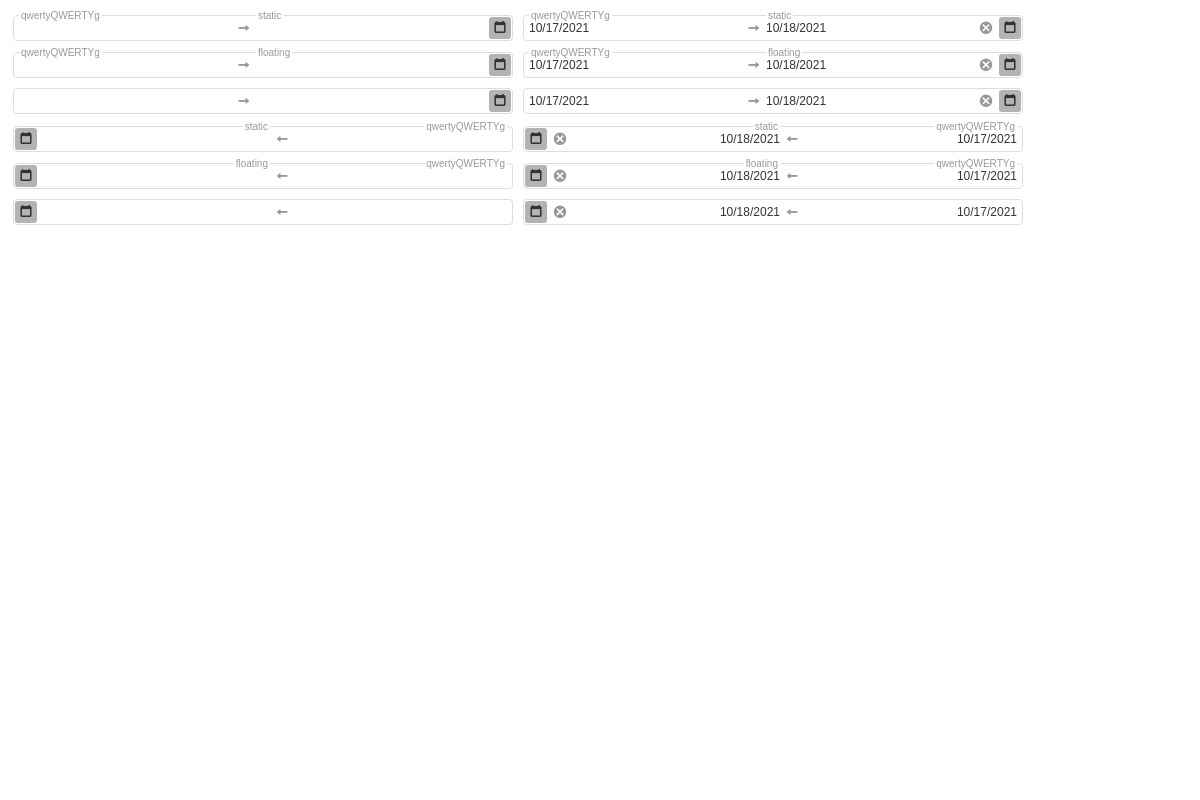 qwertyQWERTYg static qwertyQWERTYg static
10/17/2021 10/18/2021
qwertyQWERTYg floating qwertyQWERTYg floating
10/17/2021 10/18/2021
10/17/2021 10/18/2021
static qwertyQWERTYg static qwertyQWERTYg
10/18/2021 10/17/2021
floating qwertyQWERTYg floating qwertyQWERTYg
10/18/2021 10/17/2021
10/18/2021 10/17/2021